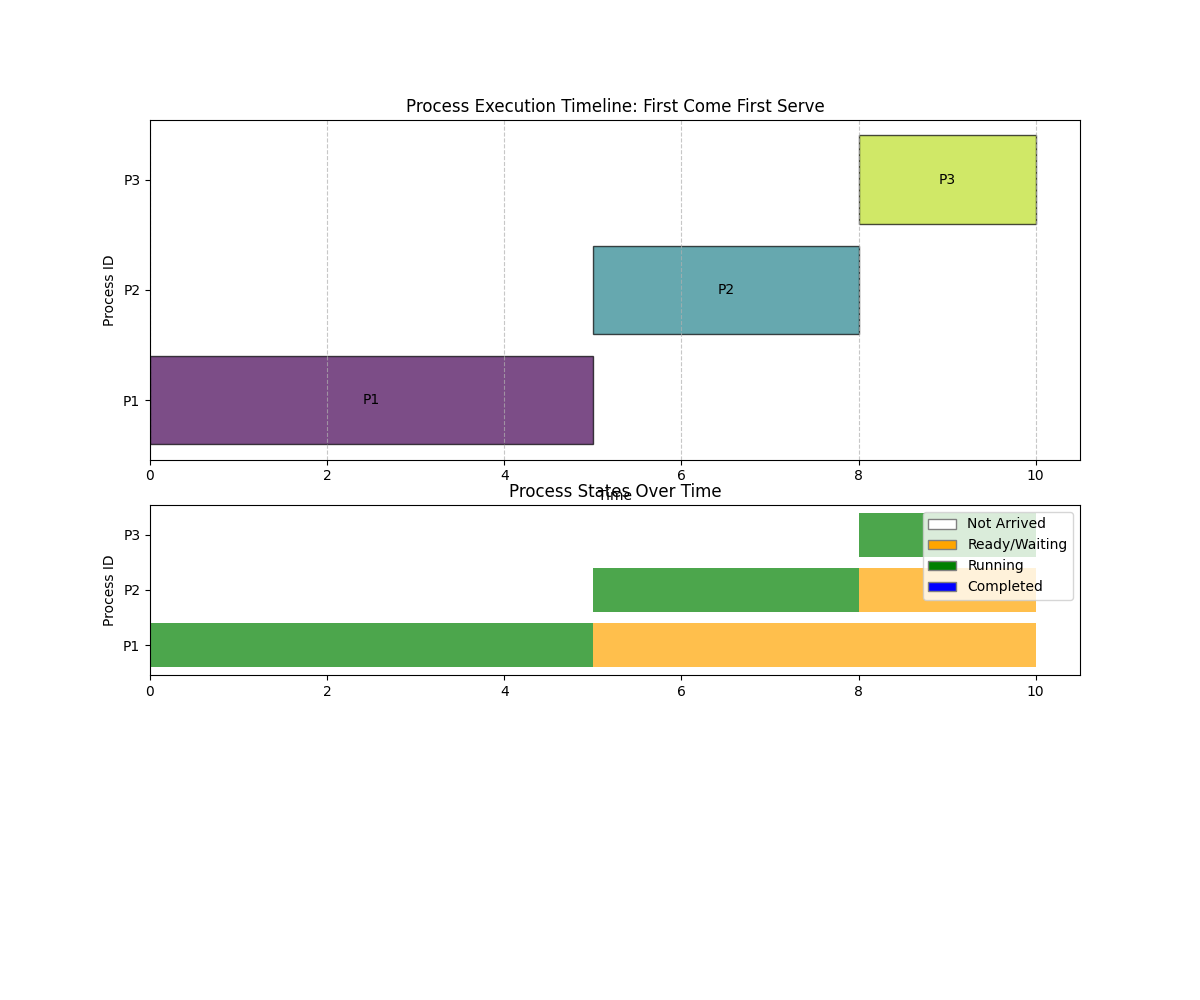 Process Execution Timeline: First Come First Serve
Process ID
P3
P3
P2
P2
P1
P1
0 2 4 6 8 10
Time
Process States Over Time
Process ID
P3
P2
P1
Not Arrived
Ready/Waiting
Running
Completed
0 2 4 6 8 10